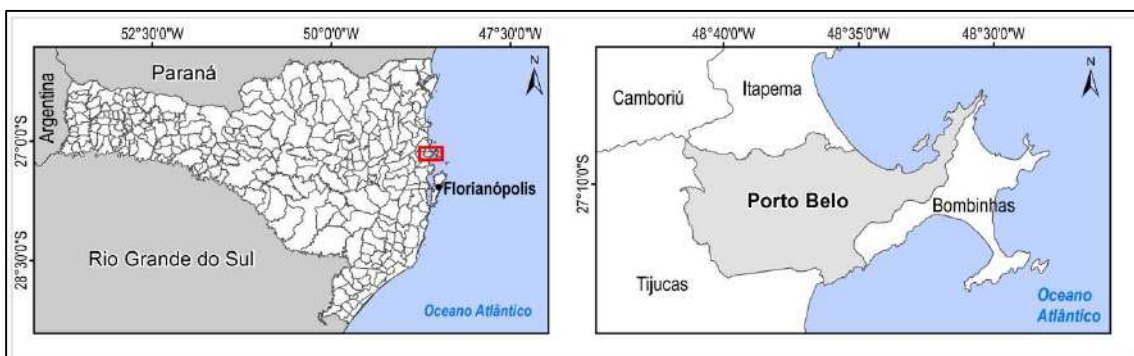 52°30'0"W 50°0'0"W 47°30'0"W
N
Paraná
Argentina
27°0'0"S
Florianópolis
Rio Grande do Sul
28°30'0"S
Oceano Atlântico
48°40'0"W 48°35'0"W 48°30'0"W
N
Camboriú
Itapema
27°10'0"S
Porto Belo
Bombinhas
Tijucas
Oceano
Atlântico